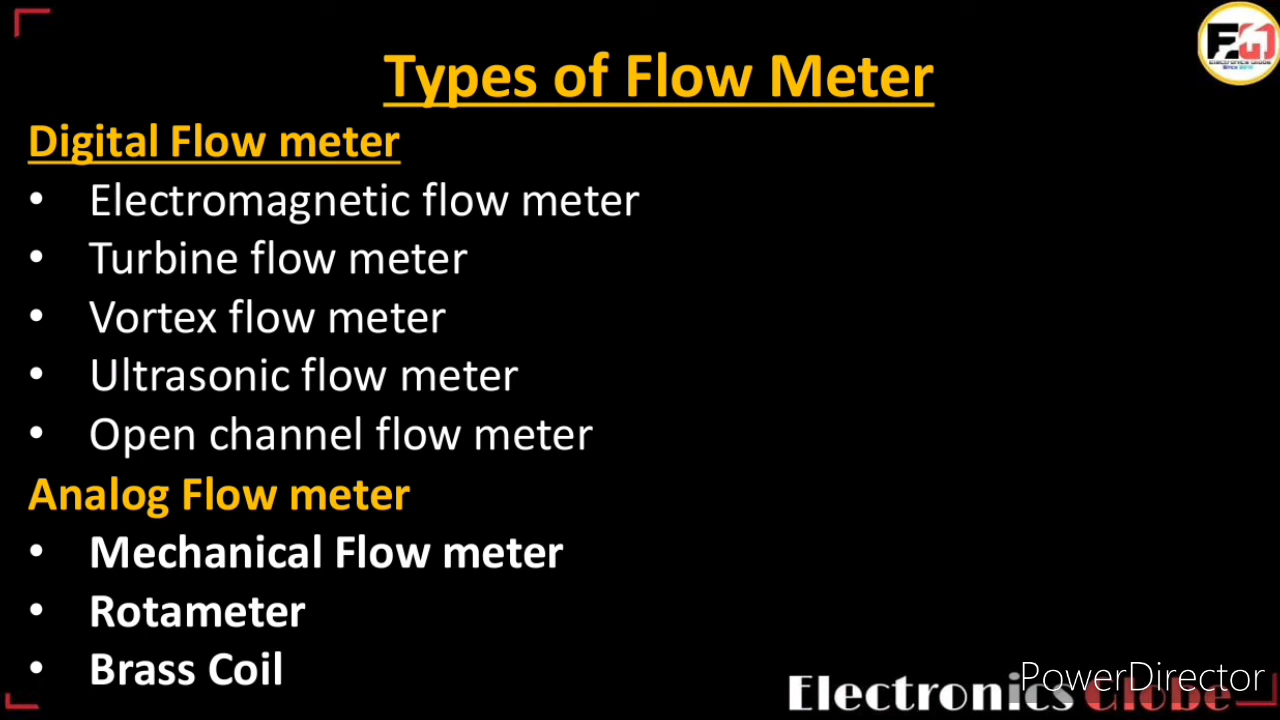 Types of Flow Meter
Digital Flow meter
• Electromagnetic flow meter
• Turbine flow meter
• Vortex flow meter
• Ultrasonic flow meter
• Open channel flow meter
Analog Flow meter
• Mechanical Flow meter
• Rotameter
• Brass Coil
PowerDirector
Electronics Globe